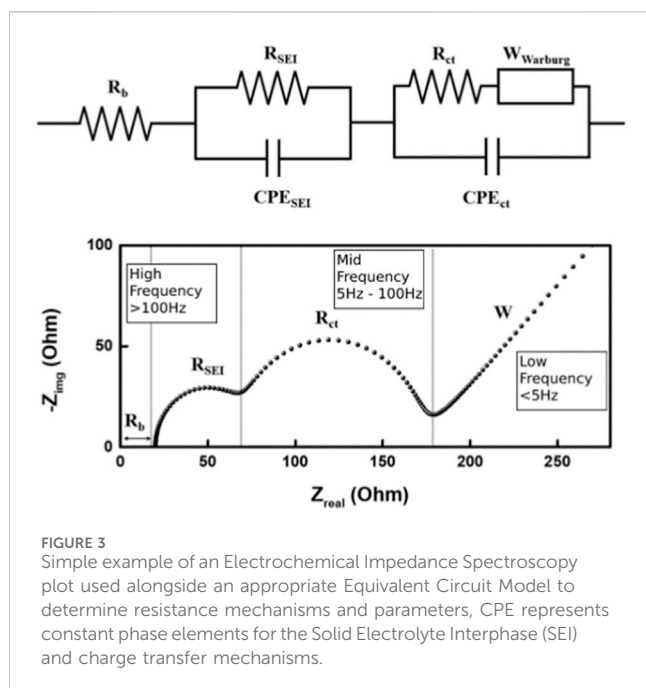 R_b
R_SEI
CPE_SEI
R_ct
W_Warburg
CPE_ct
-Z_img (Ohm)
100
50
0
High
Frequency
>100Hz
R_SEI
R_b
Mid
Frequency
5Hz - 100Hz
R_ct
W
Low
Frequency
<5Hz
0 50 100 150 200 250
Z_real (Ohm)
FIGURE 3
Simple example of an Electrochemical Impedance Spectroscopy
plot used alongside an appropriate Equivalent Circuit Model to
determine resistance mechanisms and parameters, CPE represents
constant phase elements for the Solid Electrolyte Interphase (SEI)
and charge transfer mechanisms.